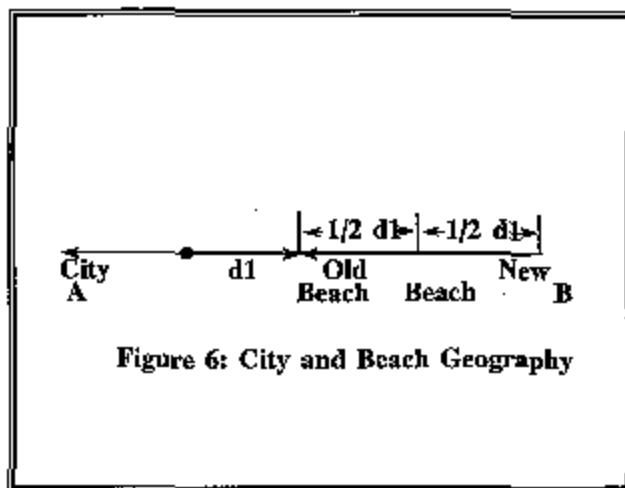 1/2 d1 1/2 d1
City d1 Old New
A Beach Beach B
Figure 6: City and Beach Geography